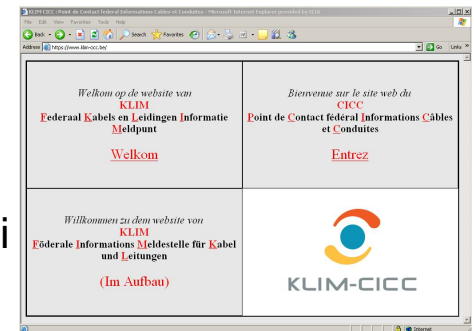 KLIM CICC : Point de Contact federal Informations Cables et Conduites - Microsoft Internet Explorer provided by
File Edit View Favorites Tools Help
Back Search Favorites
Address https://www.klim-cicc.be/ Go Links »
Welkom op de website van
KLIM
Federaal Kabels en Leidingen Informatie
Meldpunt
Welkom
Bienvenue sur le site web du
CICC
Point de Contact fédéral Informations Câbles
et Conduites
Entrez
i
Willkommen zu dem website von
KLIM
Föderale Informations Meldestelle für Kabel
und Leitungen
(Im Aufbau)
KLIM-CICC
Internet